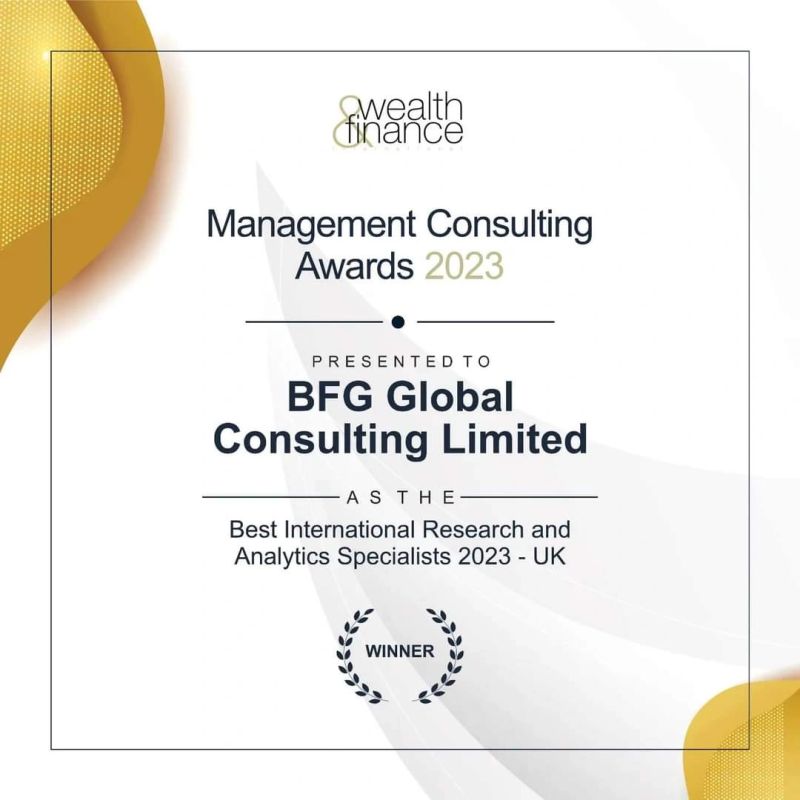 wealth
& finance
Management Consulting
Awards 2023
PRESENTED TO
BFG Global
Consulting Limited
AS THE
Best International Research and
Analytics Specialists 2023 - UK
WINNER